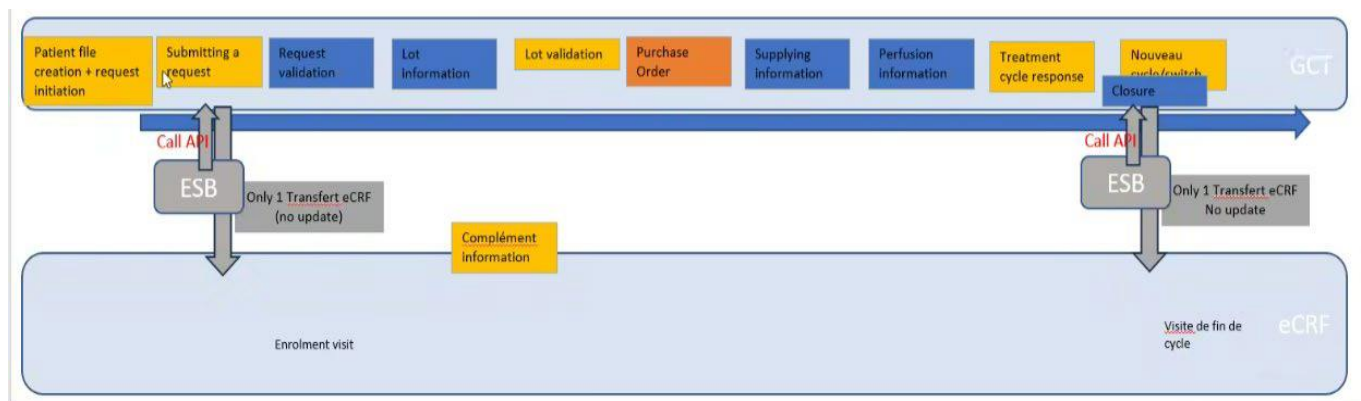 Patient file
creation + request
initiation
Submitting a
request
Request
validation
Lot
information
Lot validation
Purchase
Order
Supplying
information
Perfusion
information
Treatment
cycle response
Nouveau
cycle/switch
Closure
GCT
Call API
ESB
Only 1 Transfert eCRF
(no update)
Call API
ESB
Only 1 Transfert eCRF
No update
Complément
information
Enrolment visit
Visite de fin de
cycle
eCRF